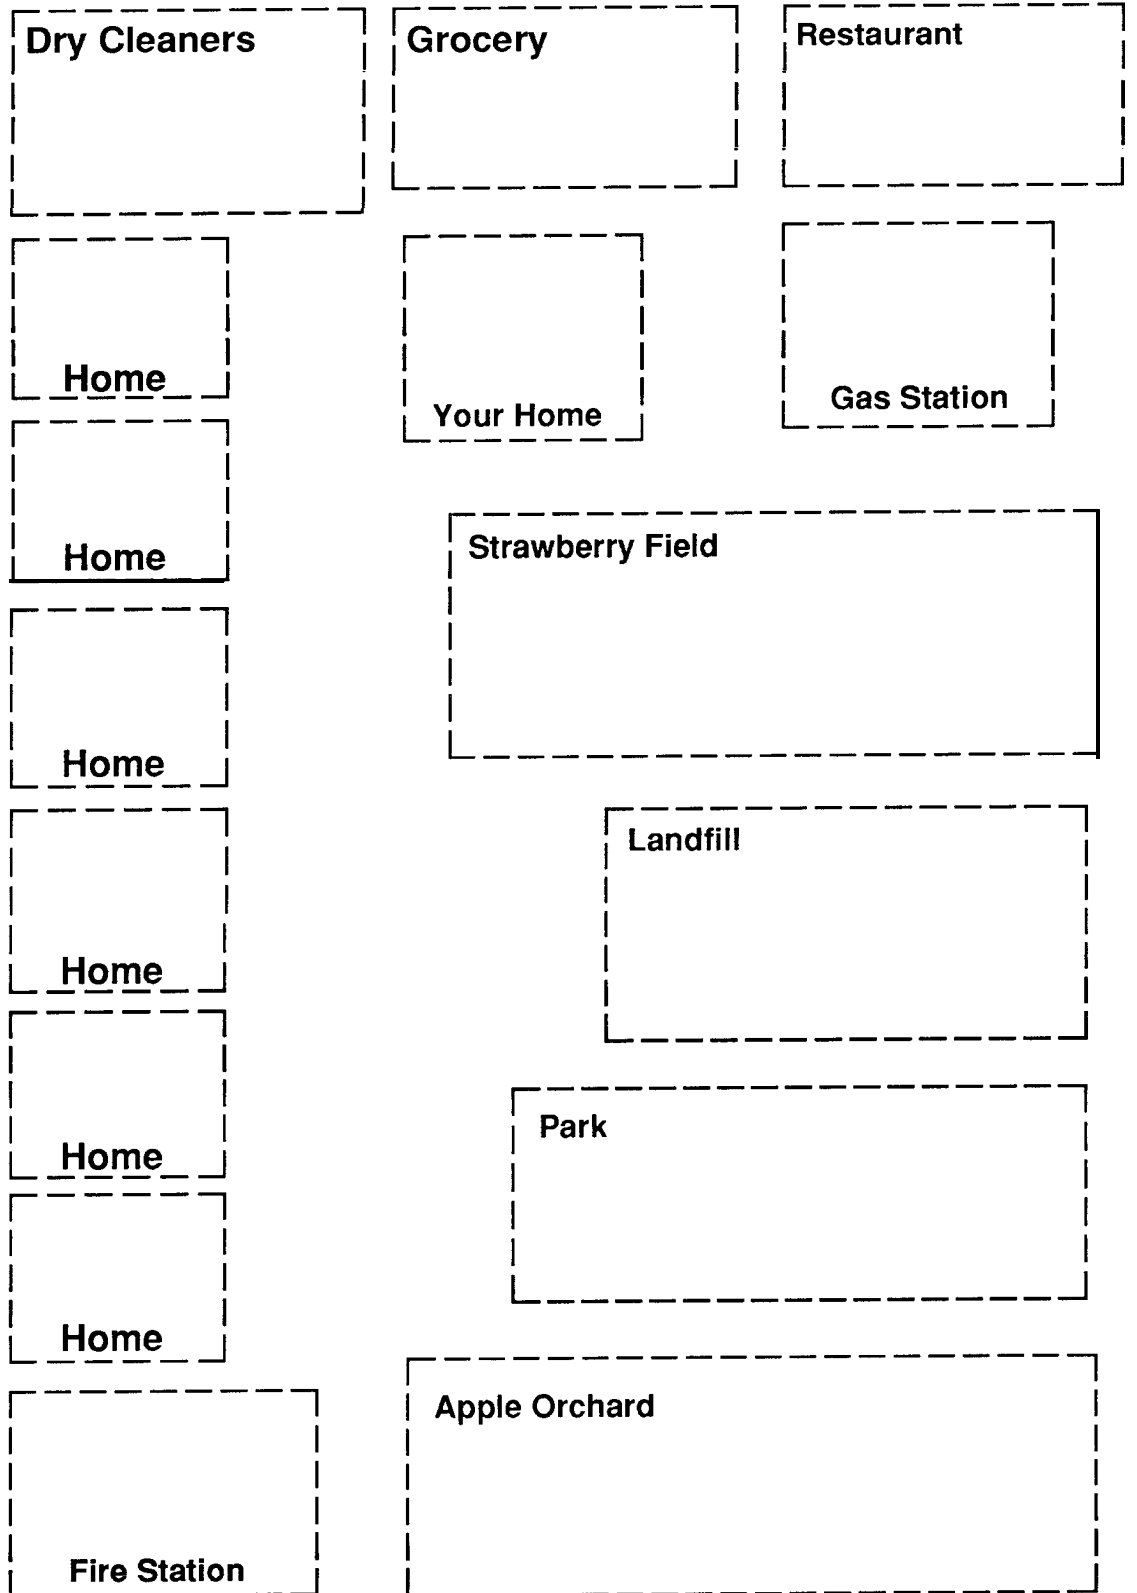 Dry Cleaners
Grocery
Restaurant
Home
Your Home
Gas Station
Home
Strawberry Field
Home
Landfill
Home
Park
Home
Home
Apple Orchard
Fire Station